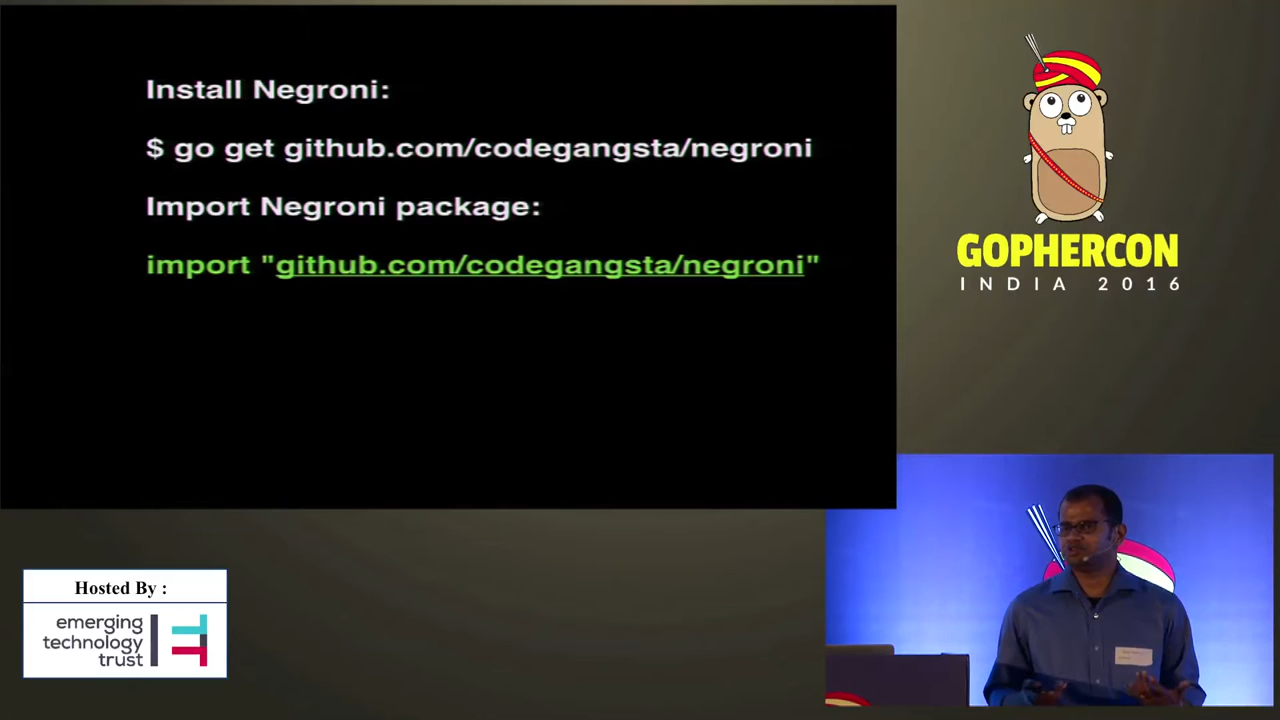 Install Negroni:
$ go get github.com/codegangsta/negroni
Import Negroni package:
import "github.com/codegangsta/negroni"
GOPHERCON
INDIA 2016
Hosted By :
emerging
technology
trust